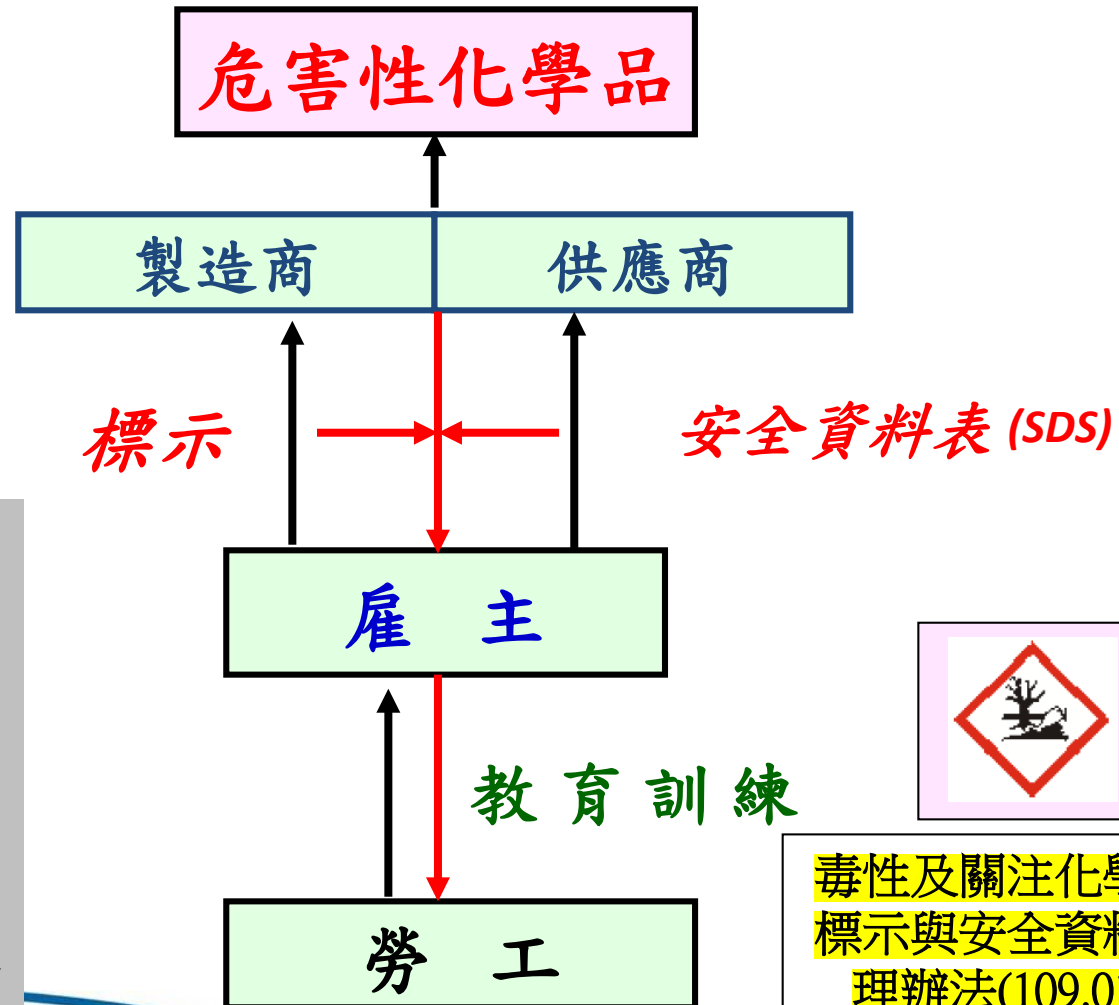 危害性化學品
製造商
供應商
標示
安全資料表 (SDS)
雇 主
教育訓練
勞 工
毒性及關注化學
標示與安全資料
理辦法(109.0